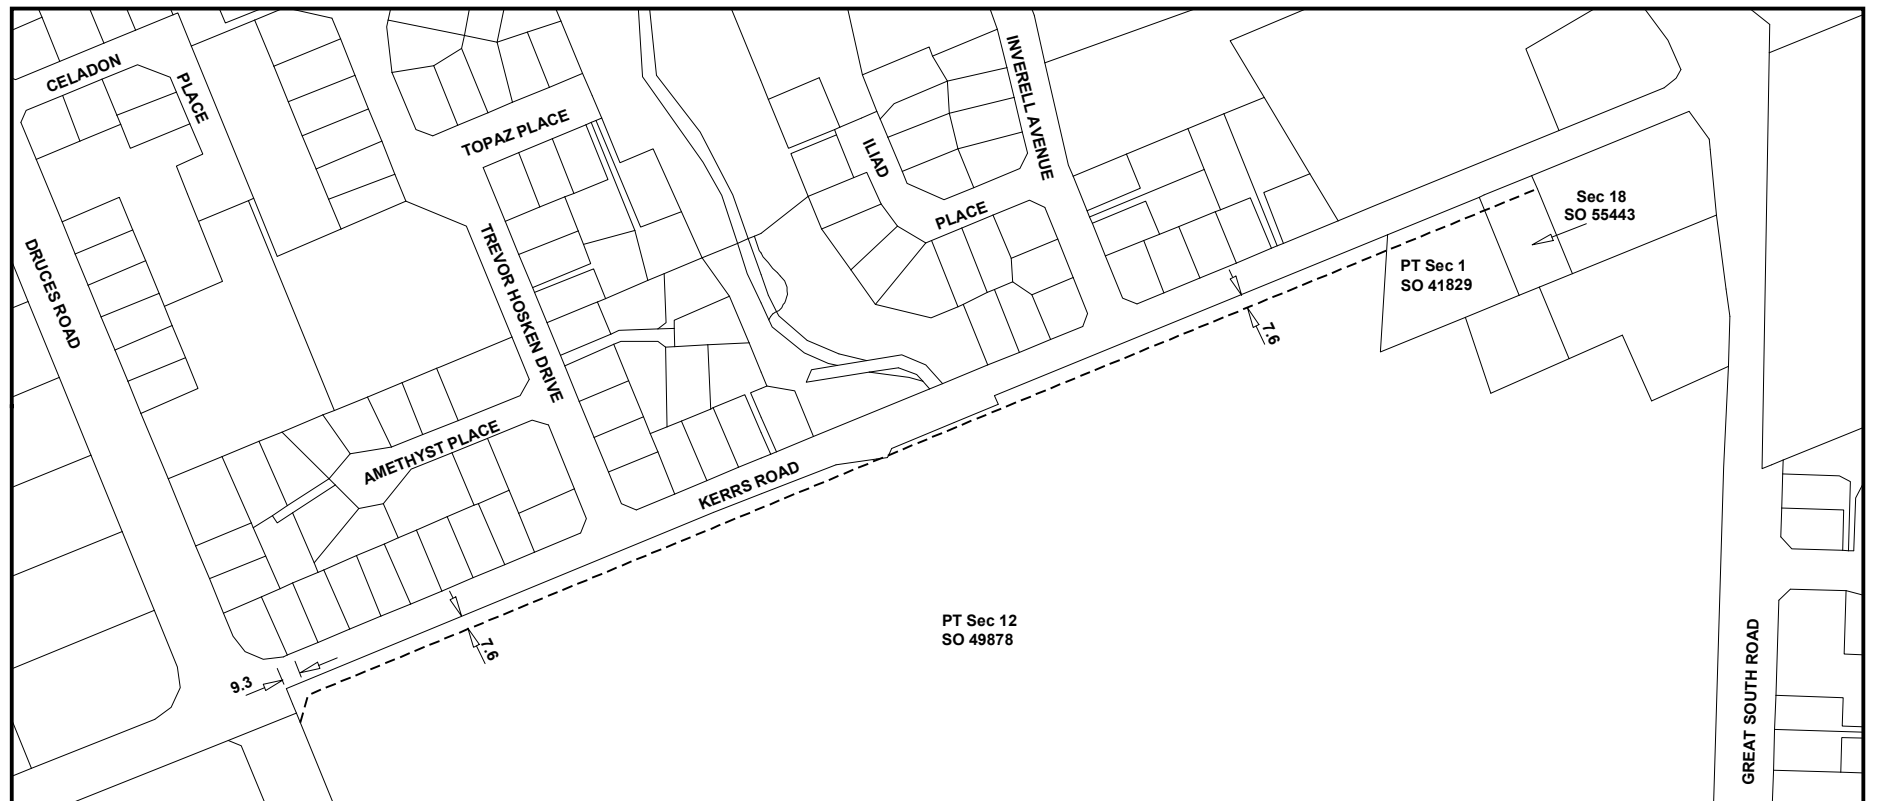 CELADON
PLACE
TOPAZ PLACE
INVERELL AVENUE
ILIAD
PLACE
Sec 18
SO 55443
DRUCES ROAD
TREVOR HOSKEN DRIVE
PT Sec 1
SO 41829
7.6
AMETHYST PLACE
KERRS ROAD
PT Sec 12
SO 49878
7.6
9.3
GREAT SOUTH ROAD